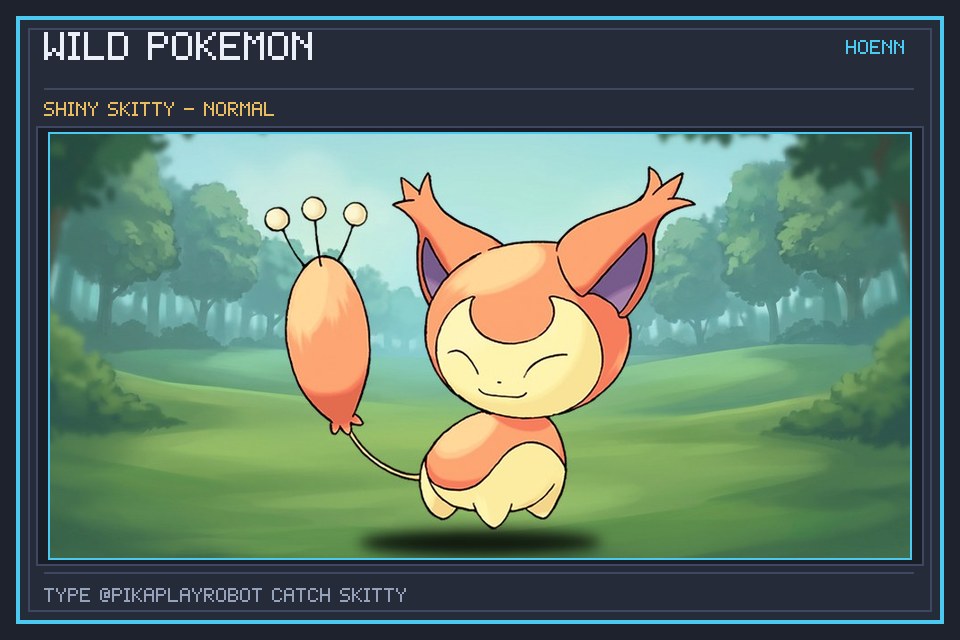 WILD POKEMON
HOENN
SHINY SKITTY - NORMAL
TYPE @PIKAPLAYROBOT CATCH SKITTY